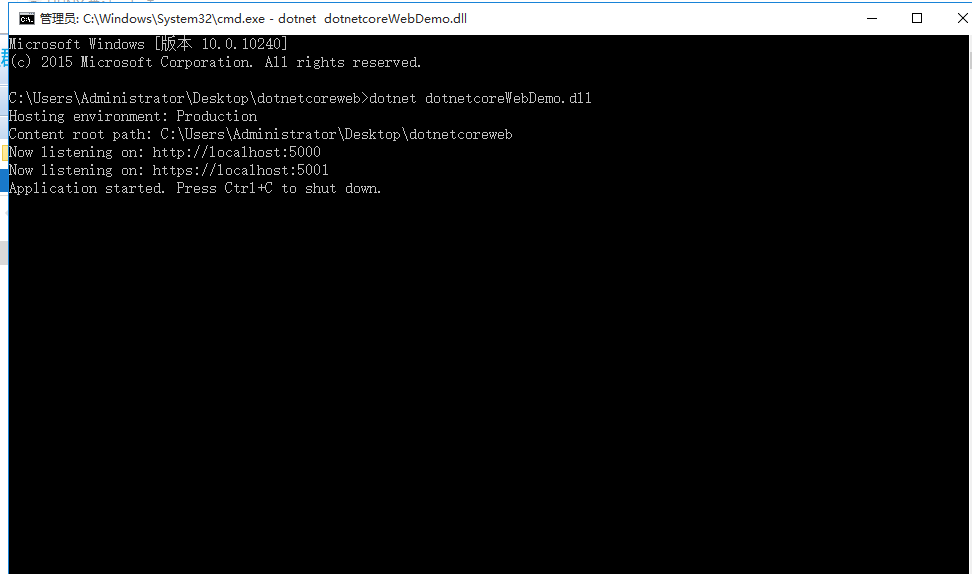 管理员: C:\Windows\System32\cmd.exe - dotnet  dotnetcoreWebDemo.dll
Microsoft Windows [版本 10.0.10240]
(c) 2015 Microsoft Corporation. All rights reserved.
C:\Users\Administrator\Desktop\dotnetcoreweb>dotnet dotnetcoreWebDemo.dll
Hosting environment: Production
Content root path: C:\Users\Administrator\Desktop\dotnetcoreweb
Now listening on: http://localhost:5000
Now listening on: https://localhost:5001
Application started. Press Ctrl+C to shut down.